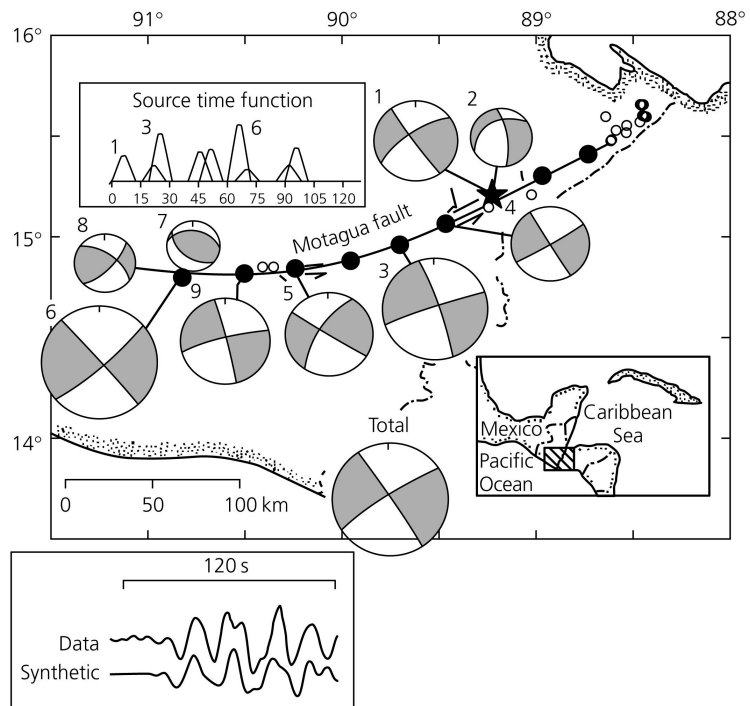 91°
90°
89°
88°
16°
15°
14°
Source time function
1
3
6
0 15 30 45 60 75 90 105 120
1
2
4
Motagua fault
8
7
6
9
5
3
Total
0 50 100 km
Mexico
Caribbean
Sea
Pacific
Ocean
120 s
Data
Synthetic